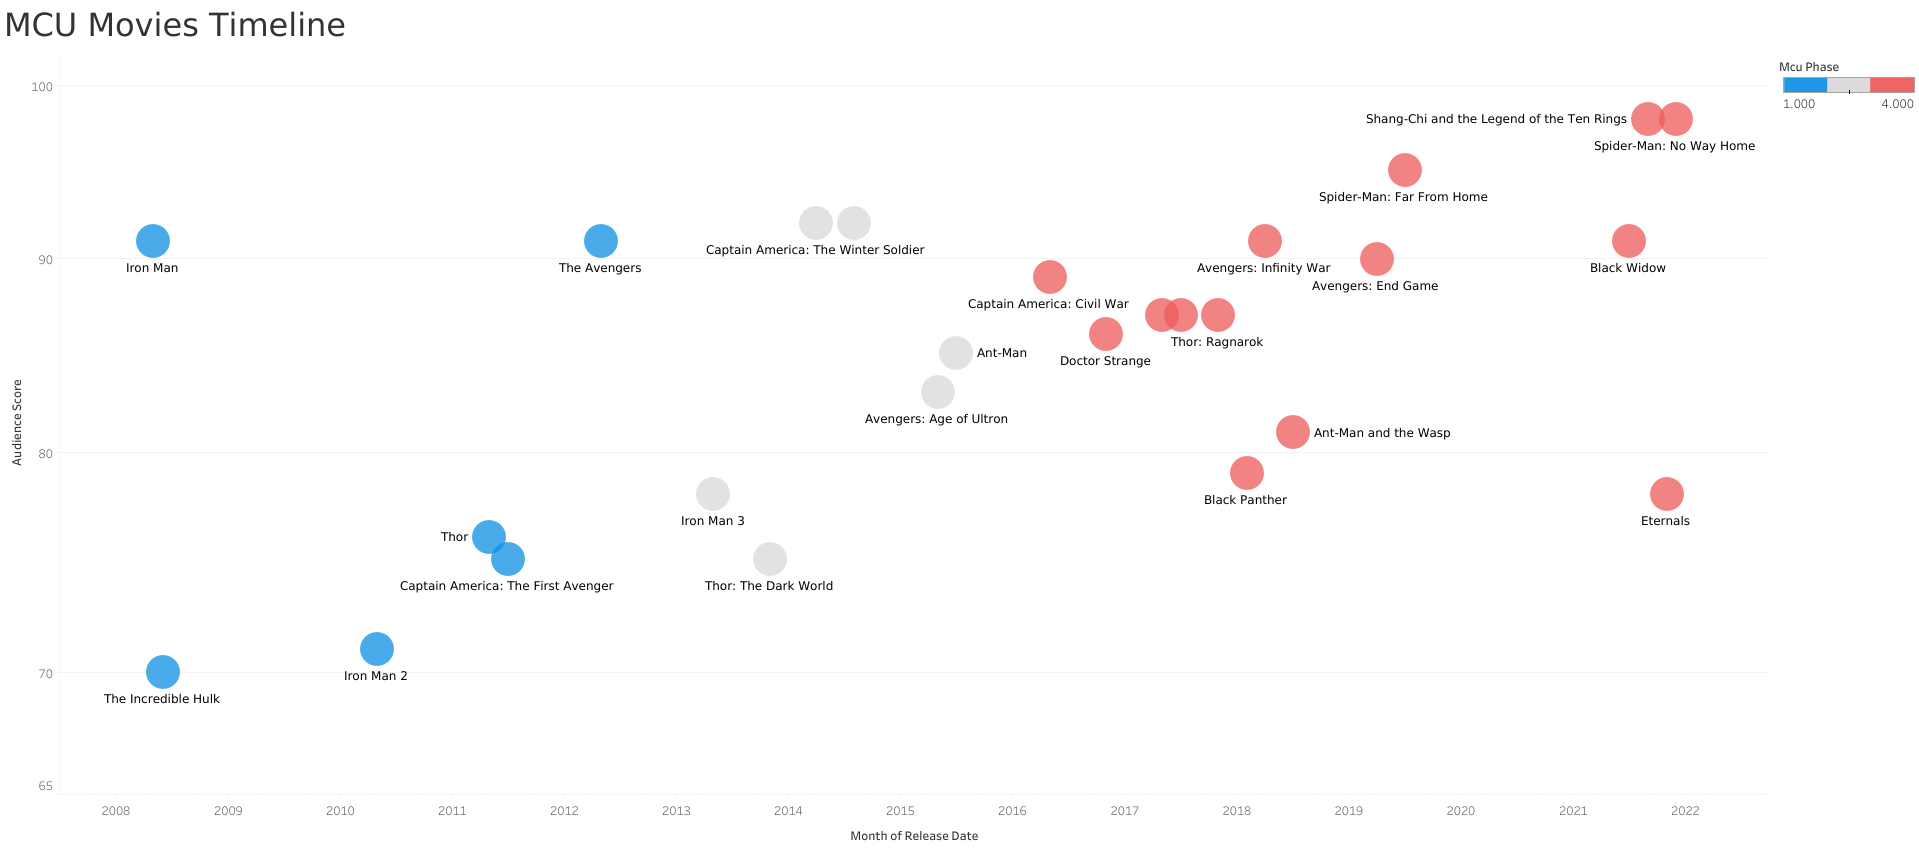 MCU Movies Timeline
Mcu Phase
1.000 4.000
100
90
80
70
65
Audience Score
Shang-Chi and the Legend of the Ten Rings
Spider-Man: No Way Home
Spider-Man: Far From Home
Captain America: The Winter Soldier
Iron Man
The Avengers
Avengers: Infinity War
Black Widow
Avengers: End Game
Captain America: Civil War
Thor: Ragnarok
Ant-Man
Doctor Strange
Avengers: Age of Ultron
Ant-Man and the Wasp
Black Panther
Iron Man 3
Eternals
Thor
Captain America: The First Avenger
Thor: The Dark World
Iron Man 2
The Incredible Hulk
2008 2009 2010 2011 2012 2013 2014 2015 2016 2017 2018 2019 2020 2021 2022
Month of Release Date